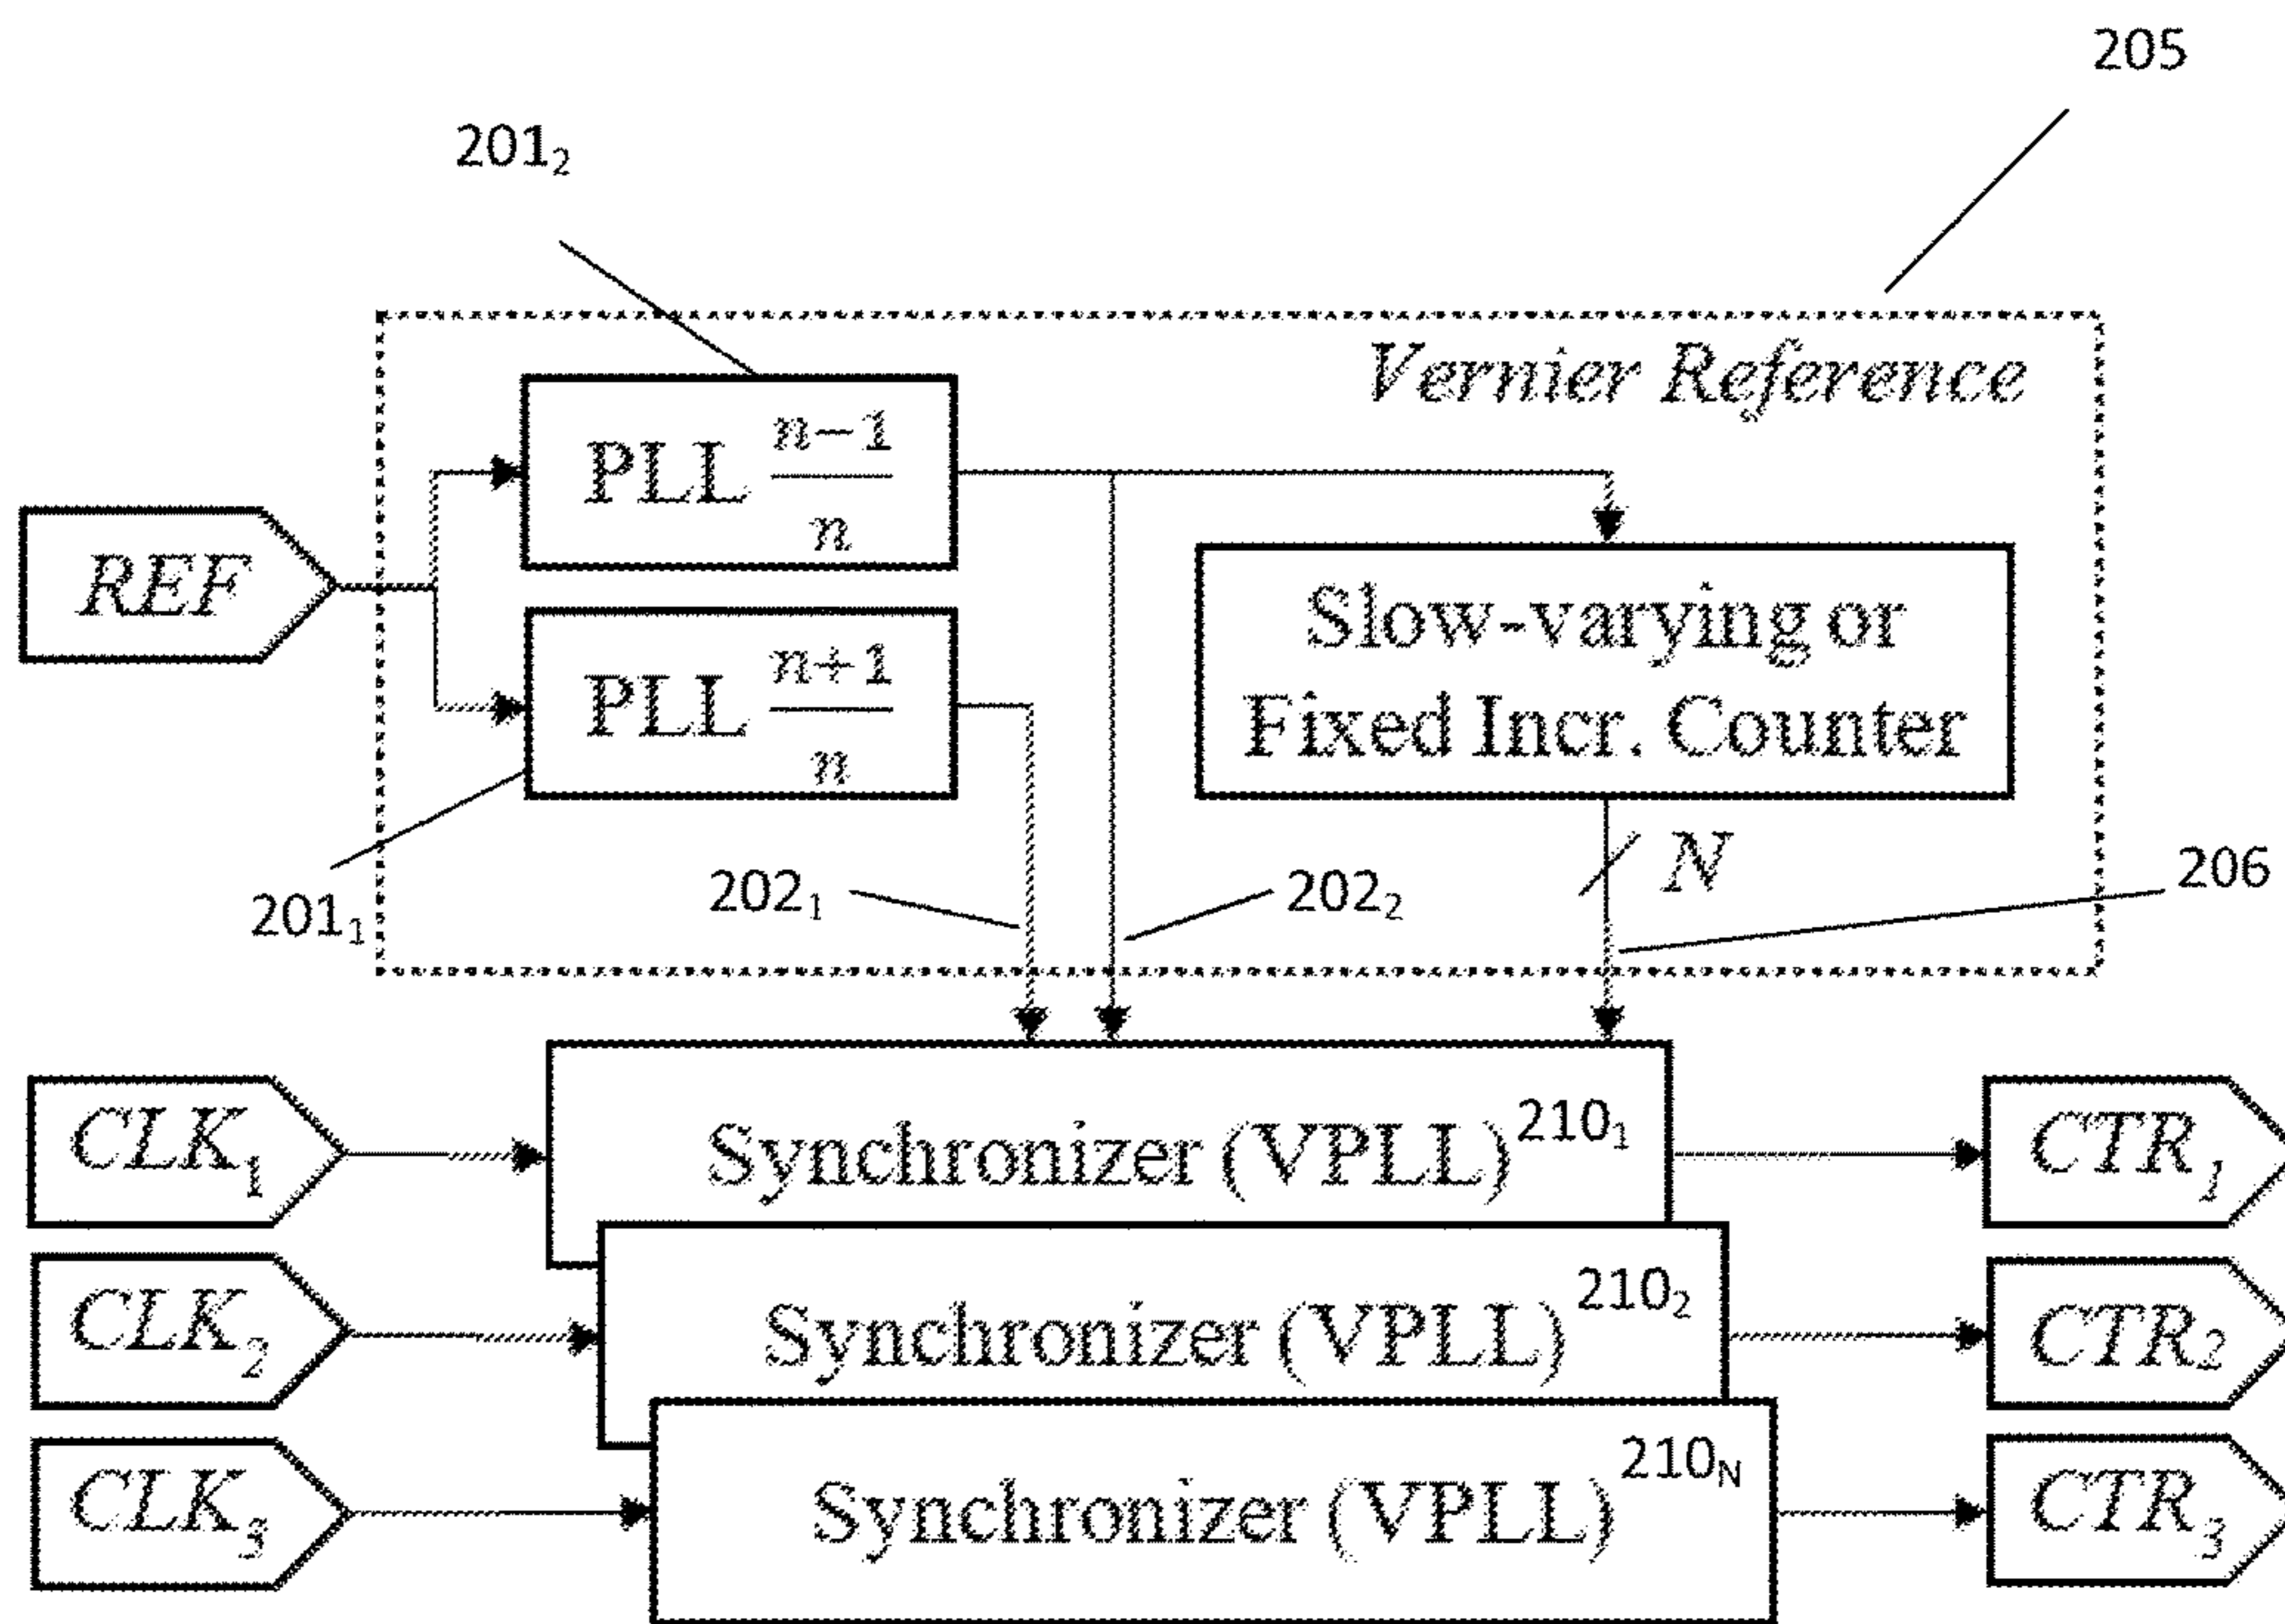 205
201₂
Vernier Reference
PLL n−1/n
REF
Slow-varying or
Fixed Incr. Counter
PLL n+1/n
N
206
202₁
202₂
201₁
CLK₁
Synchronizer (VPLL) 210₁
CTR₁
CLK₂
Synchronizer (VPLL) 210₂
CTR₂
CLK₃
Synchronizer (VPLL) 210N
CTR₃